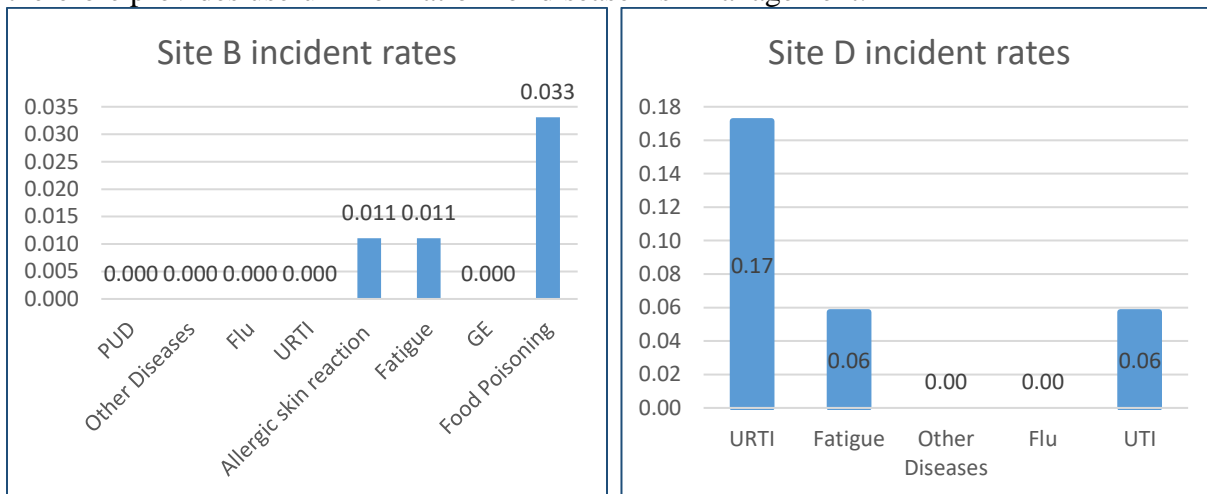 Site B incident rates
0.035
0.030
0.025
0.020
0.015
0.010
0.005
0.000
0.000
0.000
0.000
0.000
0.011
0.011
0.000
0.033
PUD
Other Diseases
Flu
URTI
Allergic skin reaction
Fatigue
GE
Food Poisoning
Site D incident rates
0.18
0.16
0.14
0.12
0.10
0.08
0.06
0.04
0.02
0.00
0.17
0.06
0.00
0.00
0.06
URTI
Fatigue
Other
Diseases
Flu
UTI